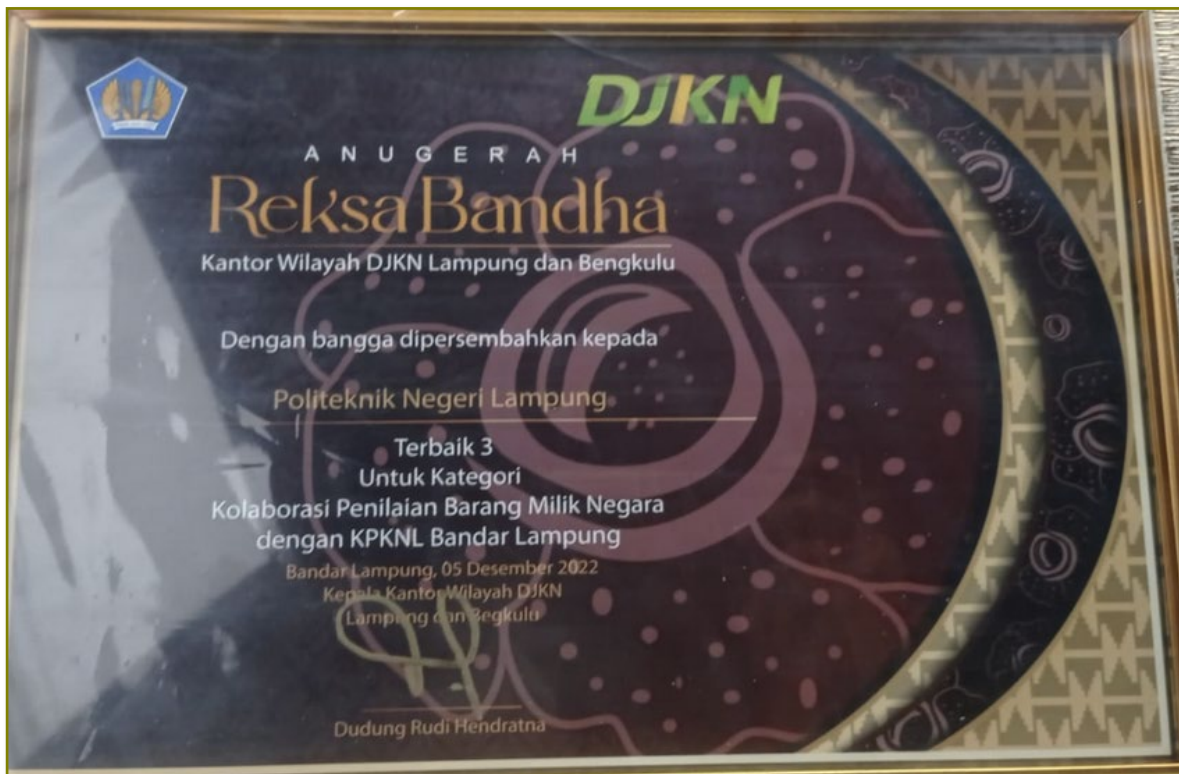 DJKN
ANUGERAH
Reksa Bandha
Kantor Wilayah DJKN Lampung dan Bengkulu
Dengan bangga dipersembahkan kepada
Politeknik Negeri Lampung
Terbaik 3
Untuk Kategori
Kolaborasi Penilaian Barang Milik Negara
dengan KPKNL Bandar Lampung
Bandar Lampung, 05 Desember 2022
Kepala Kantor Wilayah DJKN
Lampung dan Begkulu
Dudung Rudi Hendratna